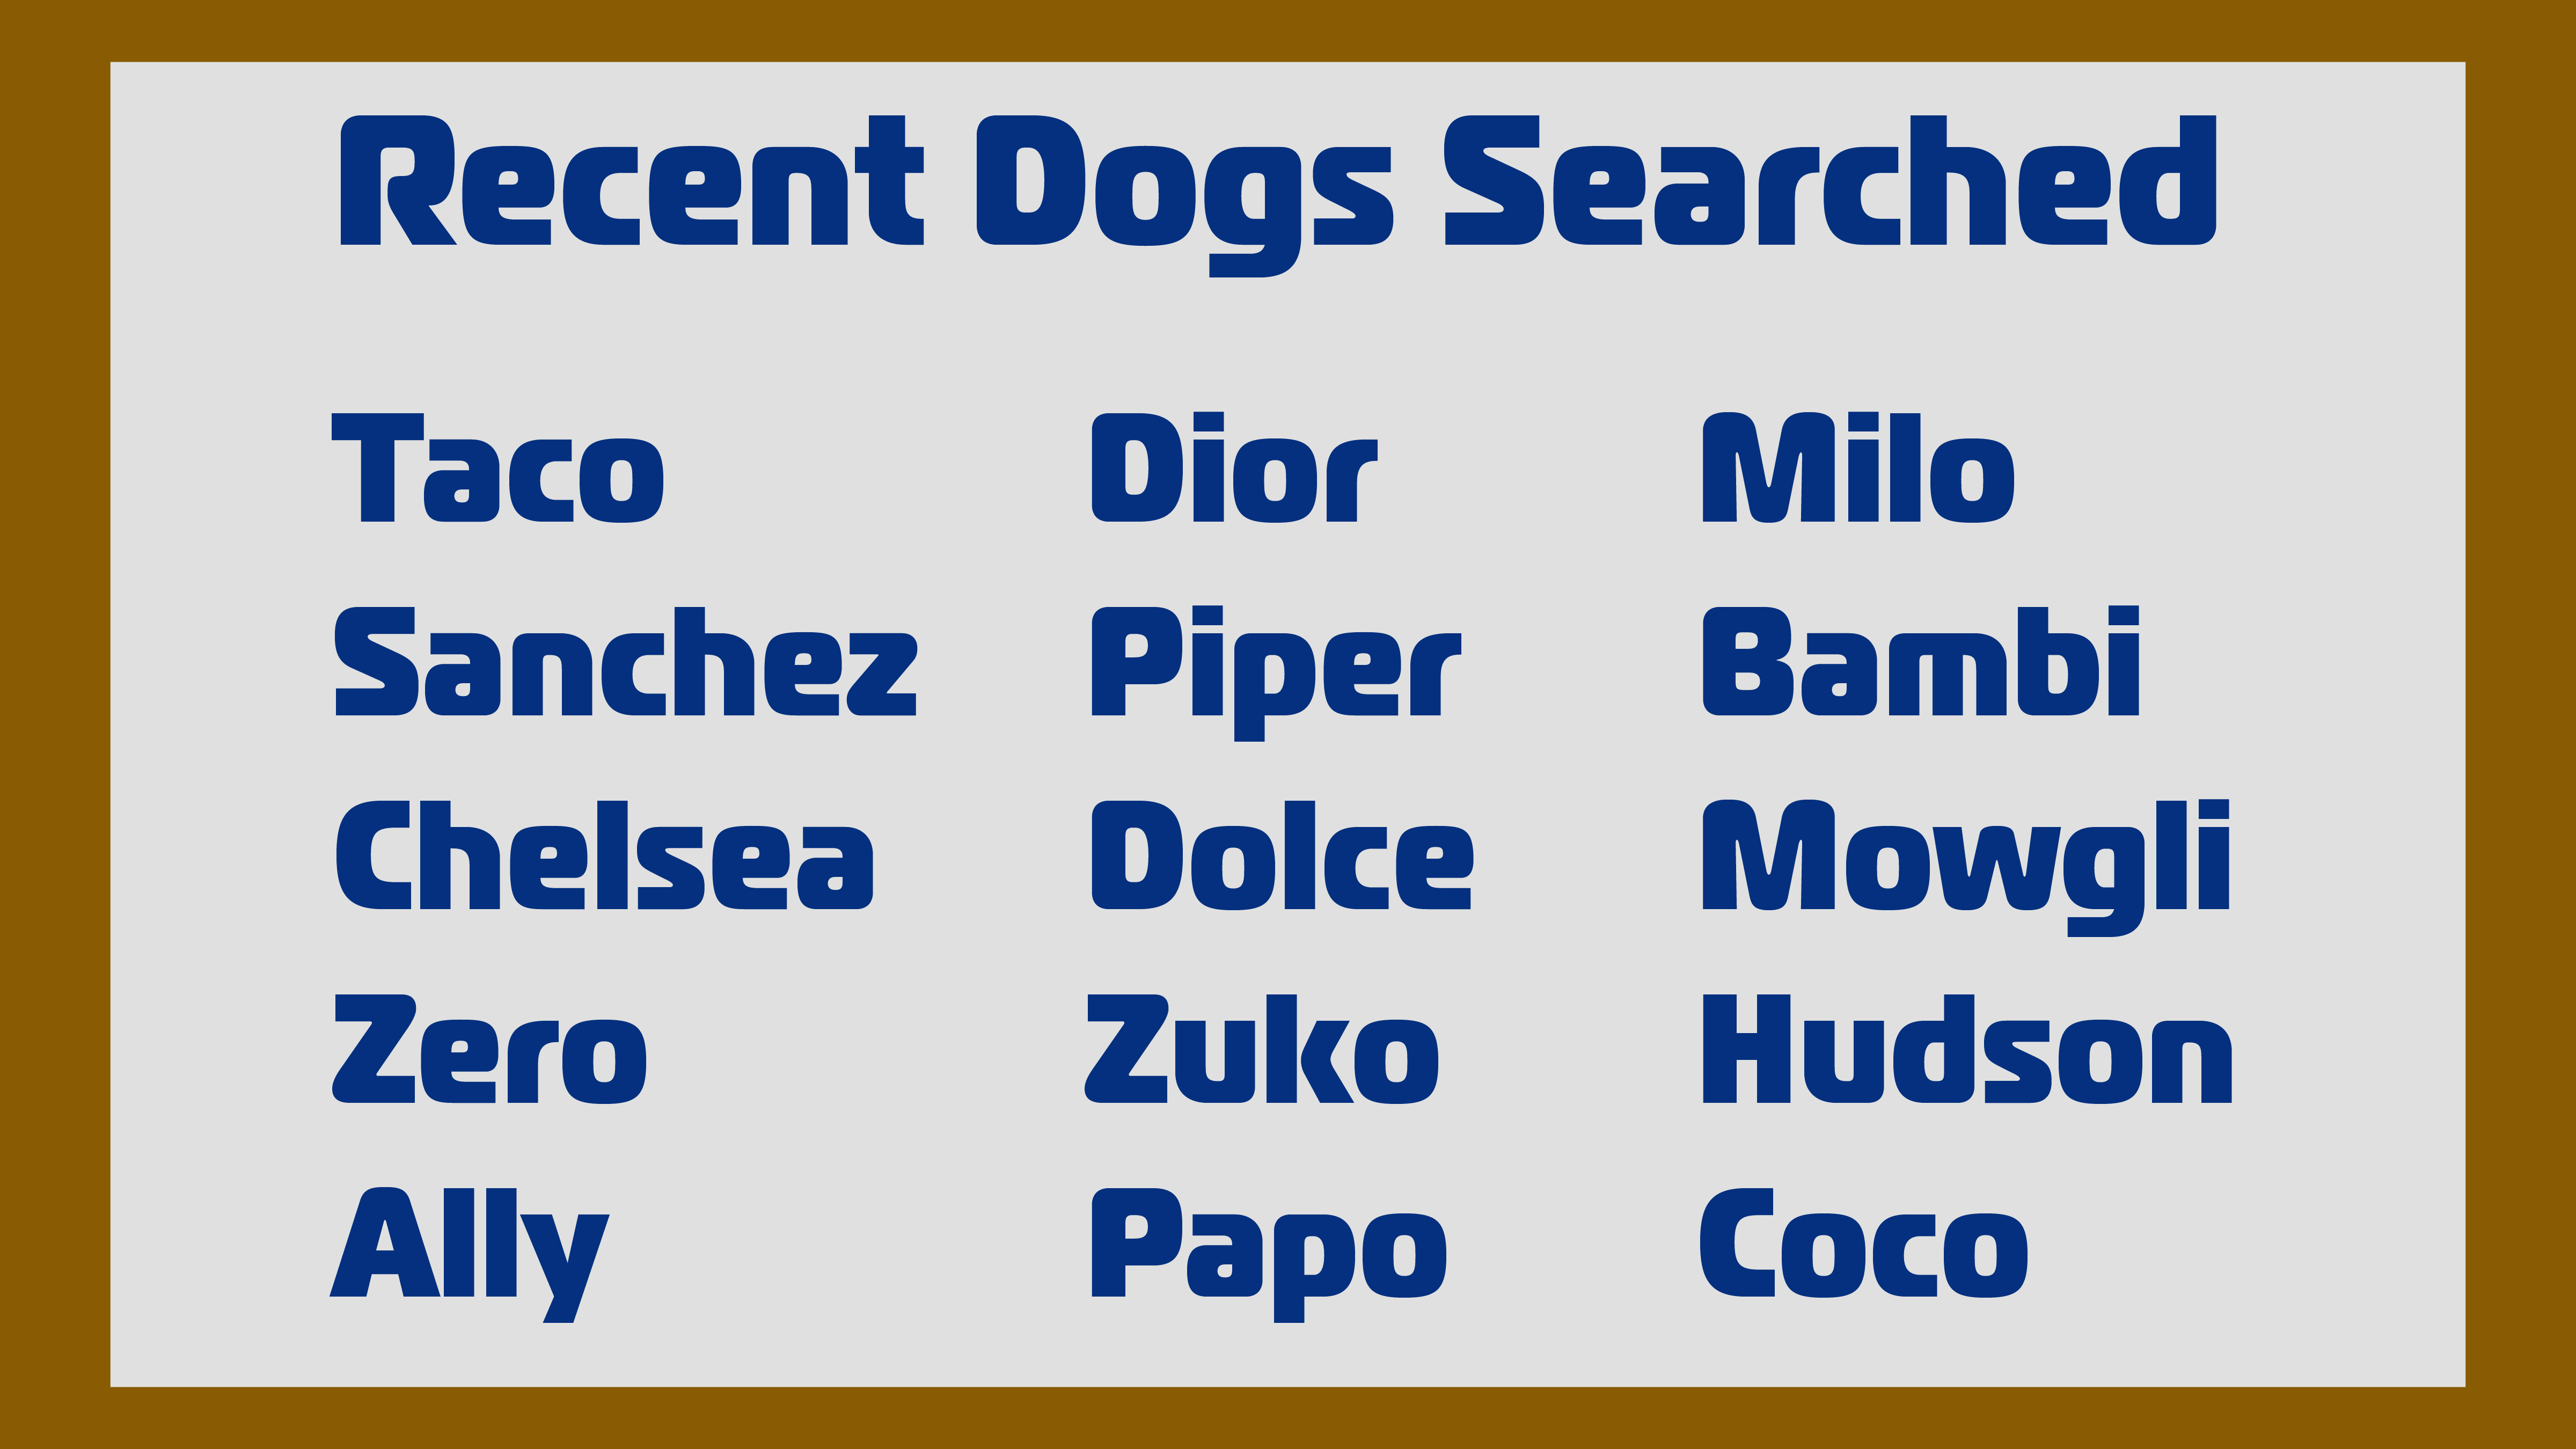 Recent Dogs Searched
Taco Dior Milo
Sanchez Piper Bambi
Chelsea Dolce Mowgli
Zero Zuko Hudson
Ally Papo Coco